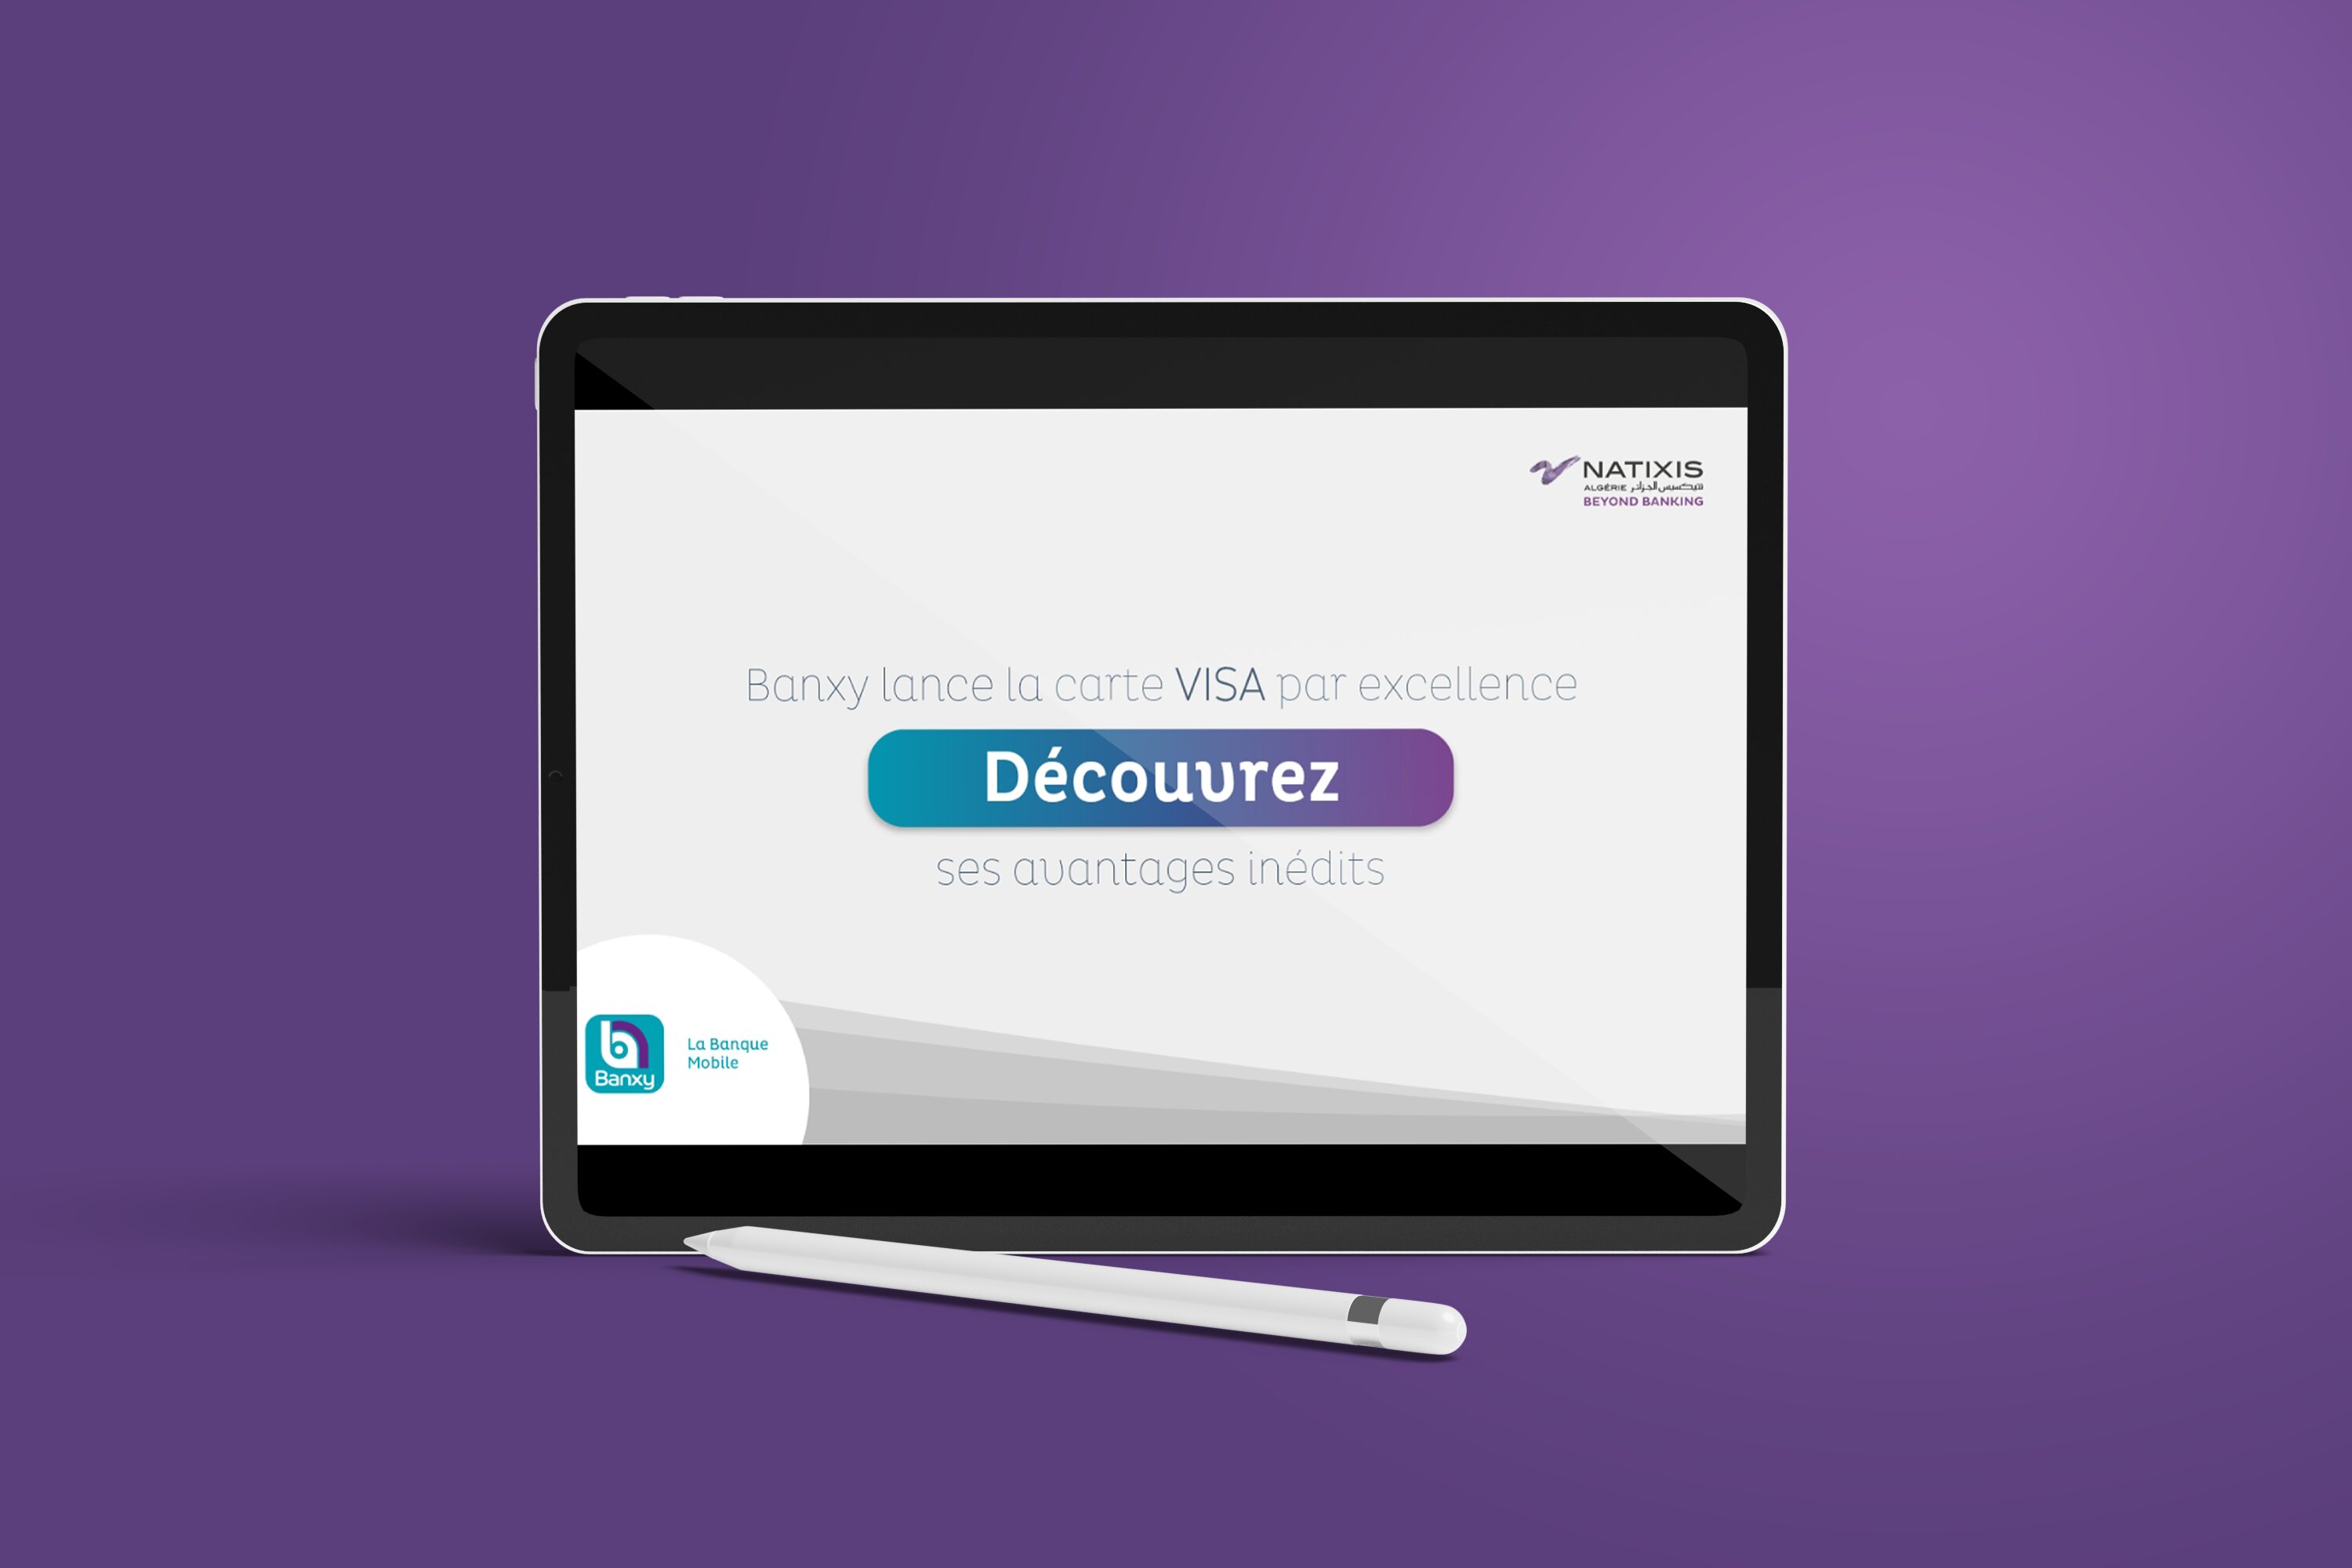 NATIXIS
ALGÉRIE ناتيكسيس الجزائر
BEYOND BANKING
Banxy lance la carte VISA par excellence
Découvrez
ses avantages inédits
La Banque
Mobile
Banxy